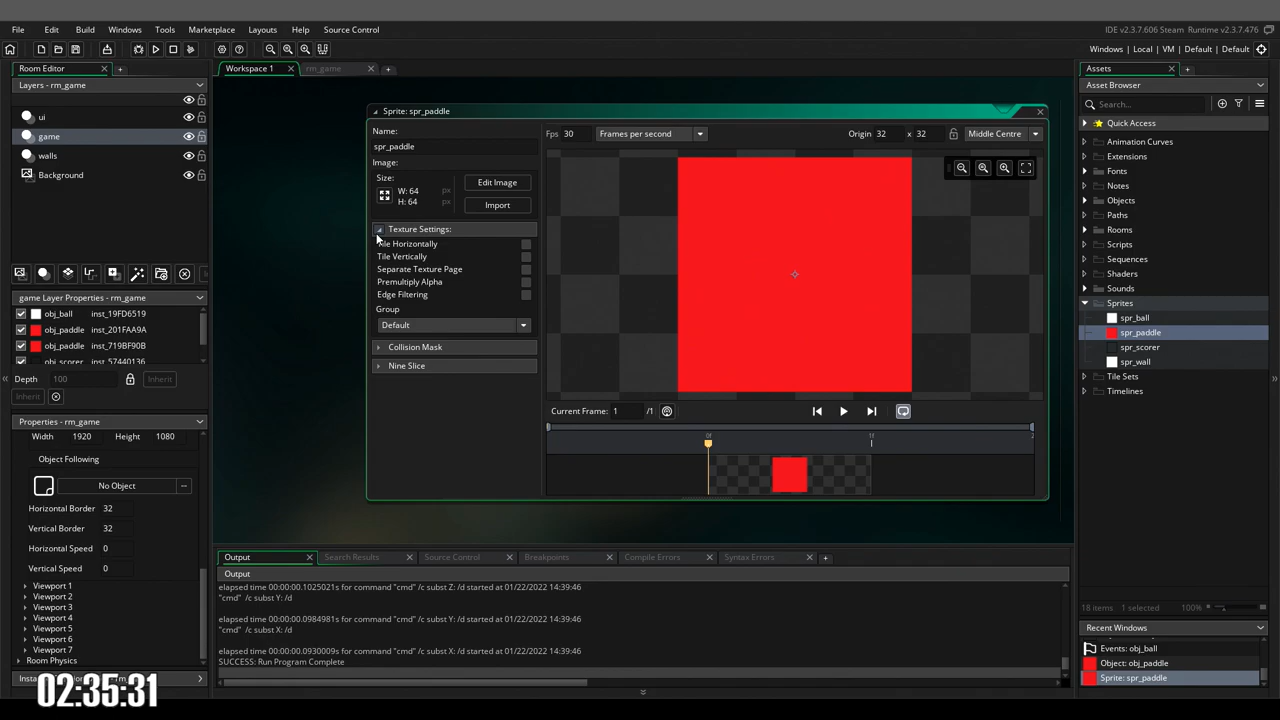 File Edit Build Windows Tools Marketplace Layouts Help Source Control
IDE v2.3.7.606 Steam Runtime v2.3.7.476
Windows | Local | VM | Default | Default
Room Editor
Layers - rm_game
ui
game
walls
Background
game Layer Properties - rm_game
obj_ball inst_19FD6519
obj_paddle inst_201FAA9A
obj_paddle inst_719BF90B
obj_scorer inst_57440136
Depth 100 Inherit
Inherit
Properties - rm_game
Width 1920 Height 1080
Object Following
No Object
Horizontal Border 32
Vertical Border 32
Horizontal Speed 0
Vertical Speed 0
Viewport 1
Viewport 2
Viewport 3
Viewport 4
Viewport 5
Viewport 6
Viewport 7
Room Physics
02:35:31
Workspace 1 rm_game
Sprite: spr_paddle
Name:
spr_paddle
Image:
Size:
W: 64 px
H: 64 px
Edit Image
Import
Texture Settings:
Tile Horizontally
Tile Vertically
Separate Texture Page
Premultiply Alpha
Edge Filtering
Group
Default
Collision Mask
Nine Slice
Fps 30 Frames per second Origin 32 x 32 Middle Centre
Current Frame: 1 /1
0f 1f 2
Output Search Results Source Control Breakpoints Compile Errors Syntax Errors
Output
elapsed time 00:00:00.1025021s for command "cmd" /c subst Z: /d started at 01/22/2022 14:39:46
"cmd" /c subst Y: /d
elapsed time 00:00:00.0984981s for command "cmd" /c subst Y: /d started at 01/22/2022 14:39:46
"cmd" /c subst X: /d
elapsed time 00:00:00.0930009s for command "cmd" /c subst X: /d started at 01/22/2022 14:39:46
SUCCESS: Run Program Complete
Assets
Asset Browser
Search...
Quick Access
Animation Curves
Extensions
Fonts
Notes
Objects
Paths
Rooms
Scripts
Sequences
Shaders
Sounds
Sprites
spr_ball
spr_paddle
spr_scorer
spr_wall
Tile Sets
Timelines
18 items 1 selected 100%
Recent Windows
Events: obj_ball
Object: obj_paddle
Sprite: spr_paddle